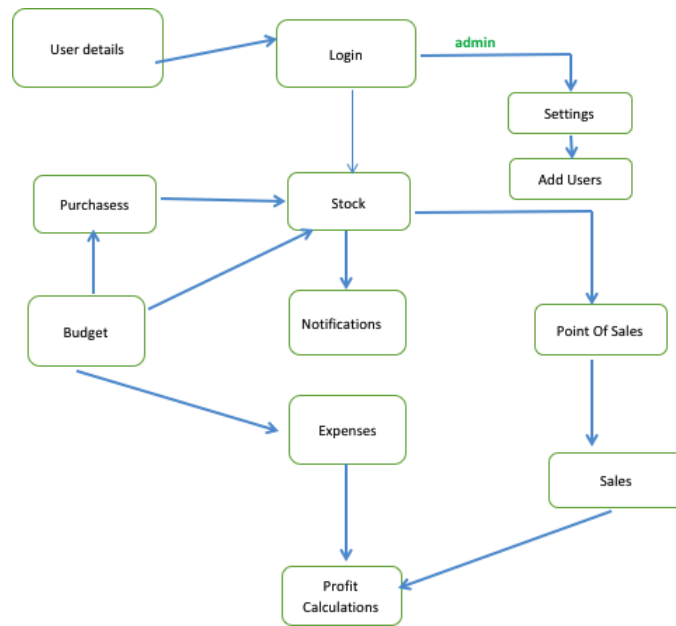 User details
Login
admin
Settings
Add Users
Purchasess
Stock
Budget
Notifications
Point Of Sales
Expenses
Sales
Profit
Calculations